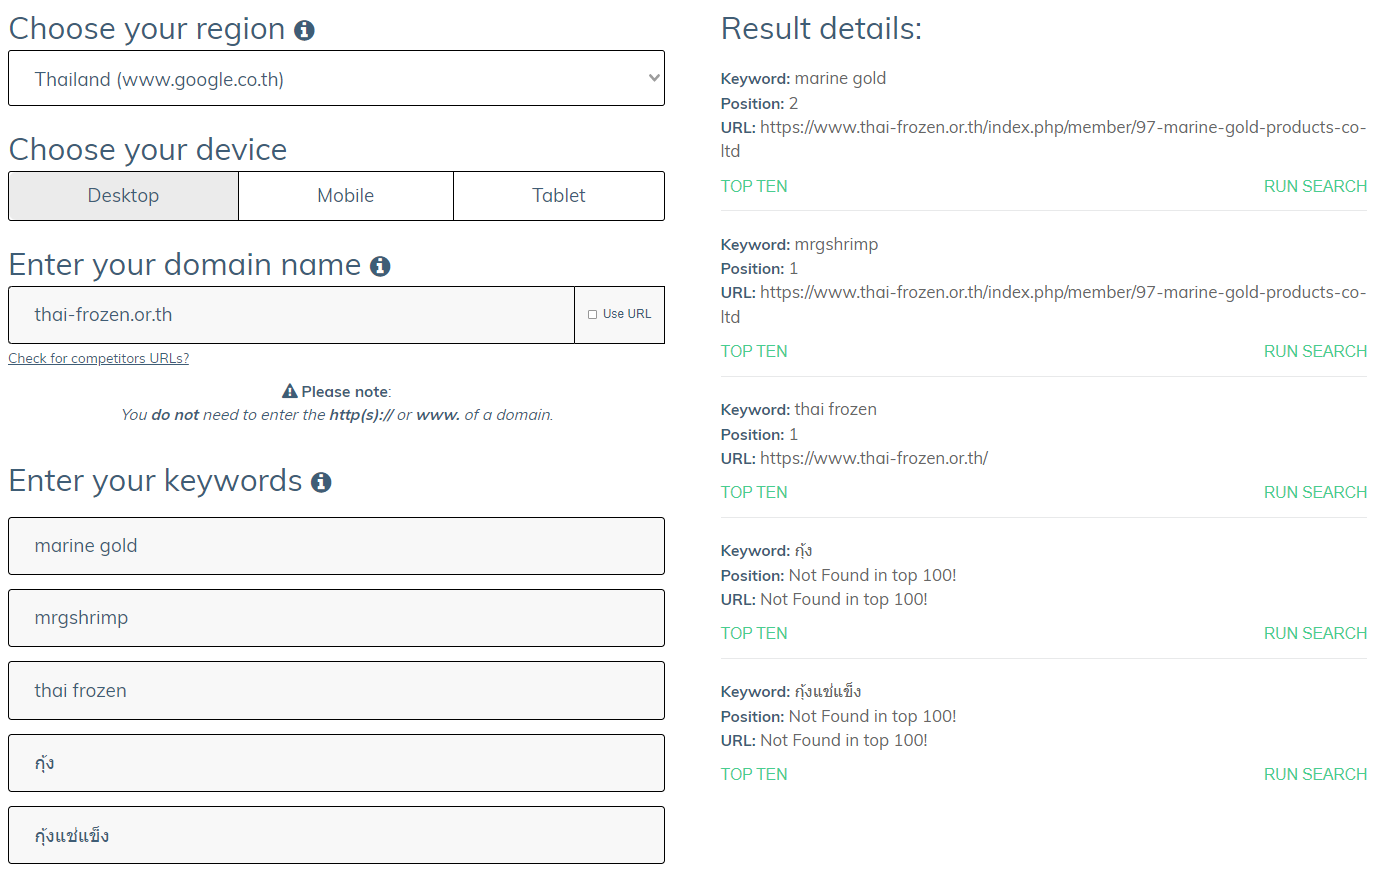 Choose your region
Thailand (www.google.co.th)
Choose your device
Desktop
Mobile
Tablet
Enter your domain name
thai-frozen.or.th
Use URL
Check for competitors URLs?
Please note:
You do not need to enter the http(s):// or www. of a domain.
Enter your keywords
marine gold
mrgshrimp
thai frozen
กุ้ง
กุ้งแช่แข็ง
Result details:
Keyword: marine gold
Position: 2
URL: https://www.thai-frozen.or.th/index.php/member/97-marine-gold-products-co-
ltd
TOP TEN
RUN SEARCH
Keyword: mrgshrimp
Position: 1
URL: https://www.thai-frozen.or.th/index.php/member/97-marine-gold-products-co-
ltd
TOP TEN
RUN SEARCH
Keyword: thai frozen
Position: 1
URL: https://www.thai-frozen.or.th/
TOP TEN
RUN SEARCH
Keyword: กุ้ง
Position: Not Found in top 100!
URL: Not Found in top 100!
TOP TEN
RUN SEARCH
Keyword: กุ้งแช่แข็ง
Position: Not Found in top 100!
URL: Not Found in top 100!
TOP TEN
RUN SEARCH